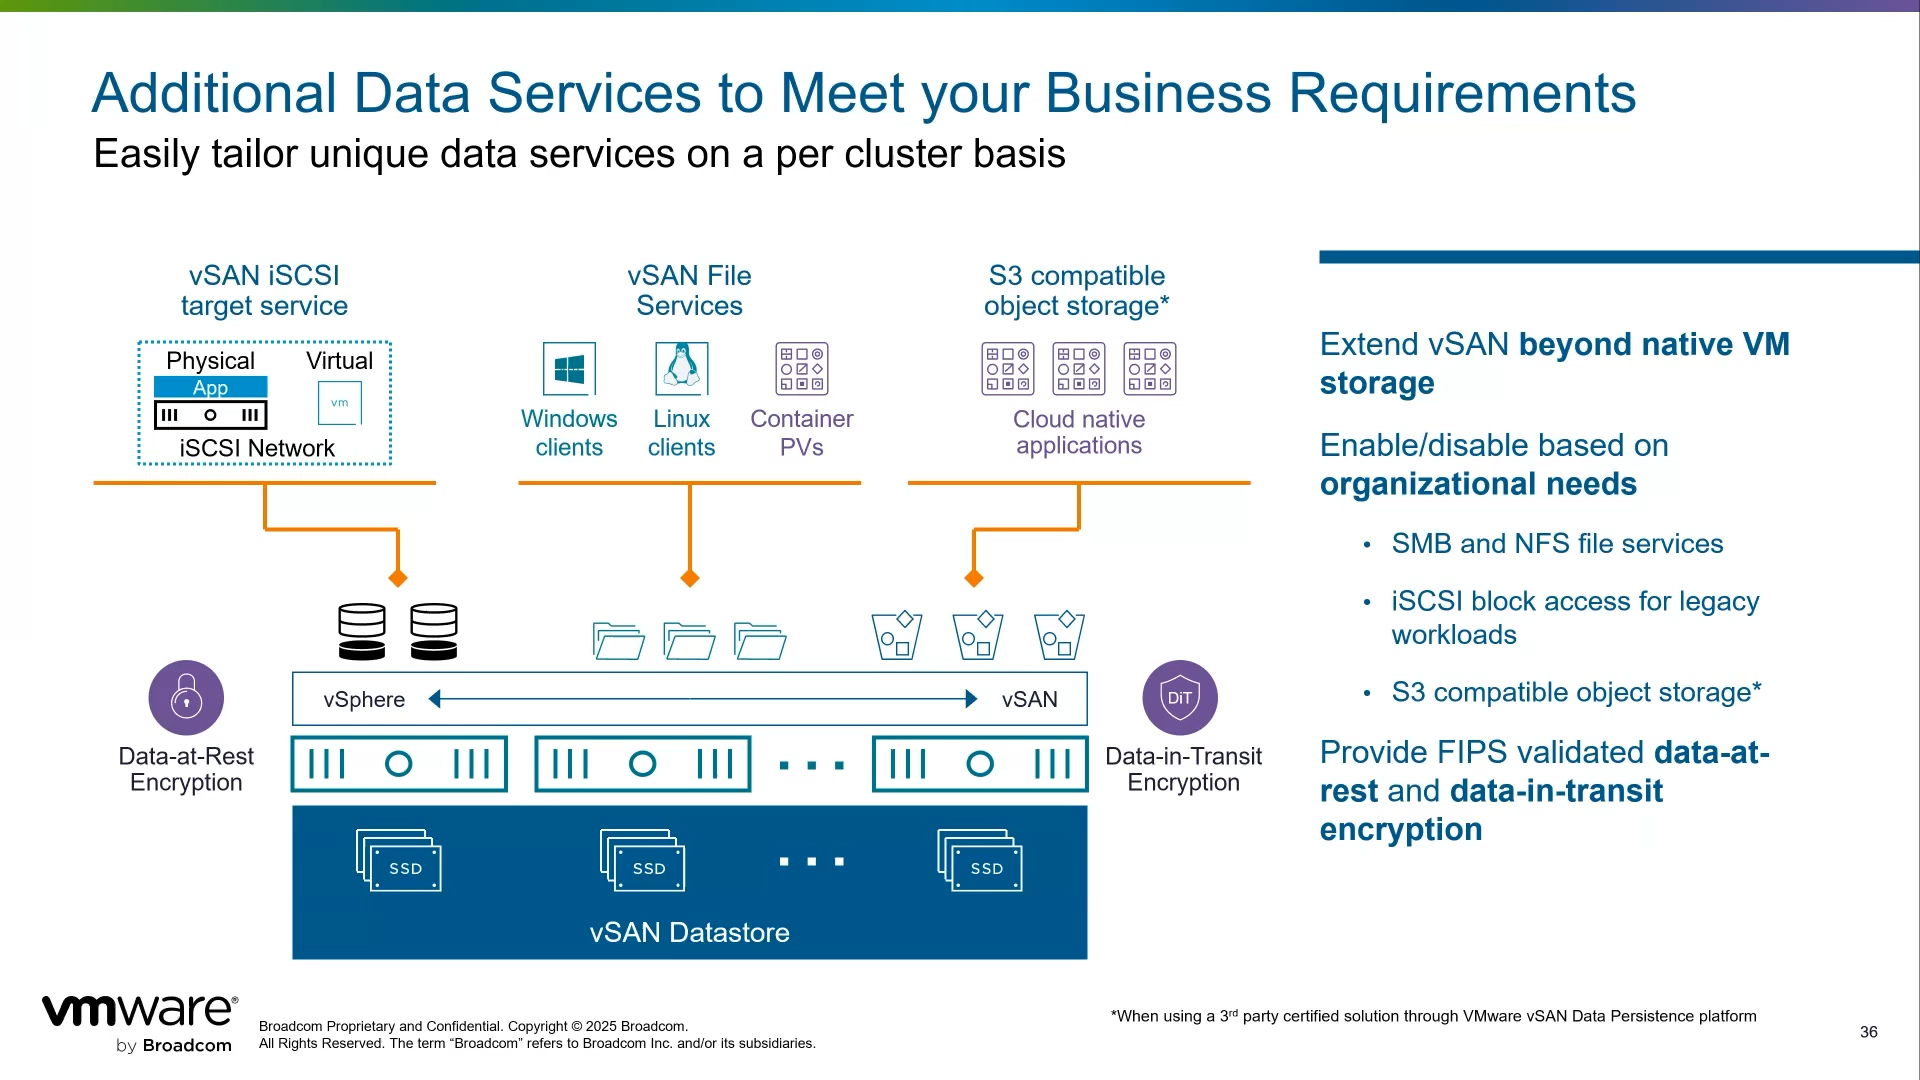 Additional Data Services to Meet your Business Requirements
Easily tailor unique data services on a per cluster basis
vSAN iSCSI
target service
Physical
Virtual
App
vm
iSCSI Network
vSAN File
Services
Windows
clients
Linux
clients
Container
PVs
S3 compatible
object storage*
Cloud native
applications
vSphere
vSAN
Data-at-Rest
Encryption
DiT
Data-in-Transit
Encryption
SSD
SSD
SSD
vSAN Datastore
Extend vSAN beyond native VM
storage
Enable/disable based on
organizational needs
• SMB and NFS file services
• iSCSI block access for legacy
workloads
• S3 compatible object storage*
Provide FIPS validated data-at-
rest and data-in-transit
encryption
vmware®
by Broadcom
Broadcom Proprietary and Confidential. Copyright © 2025 Broadcom.
All Rights Reserved. The term “Broadcom” refers to Broadcom Inc. and/or its subsidiaries.
*When using a 3rd party certified solution through VMware vSAN Data Persistence platform
36